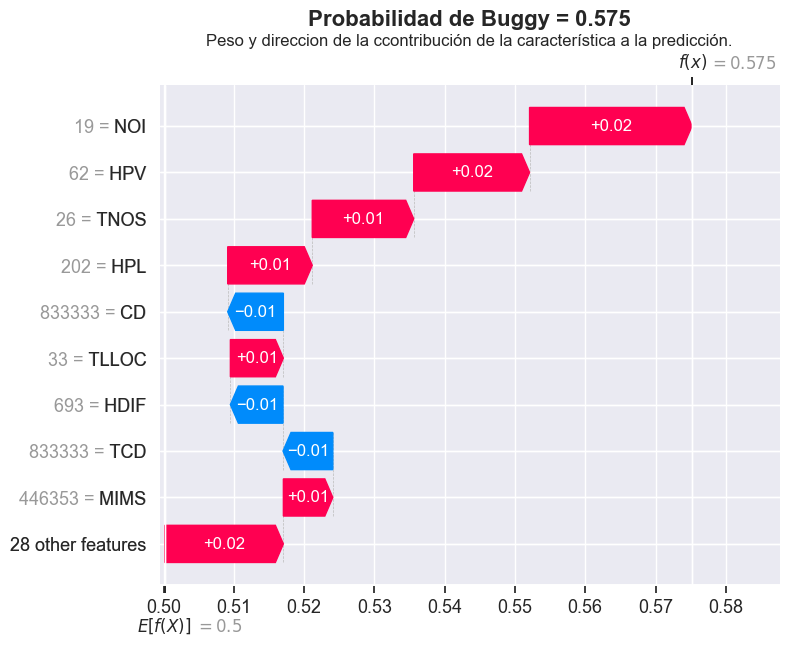 Probabilidad de Buggy = 0.575
Peso y direccion de la ccontribución de la característica a la predicción.
f(x) = 0.575
19 = NOI
+0.02
62 = HPV
+0.02
26 = TNOS
+0.01
202 = HPL
+0.01
833333 = CD
−0.01
33 = TLLOC
+0.01
693 = HDIF
−0.01
833333 = TCD
−0.01
446353 = MIMS
+0.01
28 other features
+0.02
0.50 0.51 0.52 0.53 0.54 0.55 0.56 0.57 0.58
E[f(X)] = 0.5